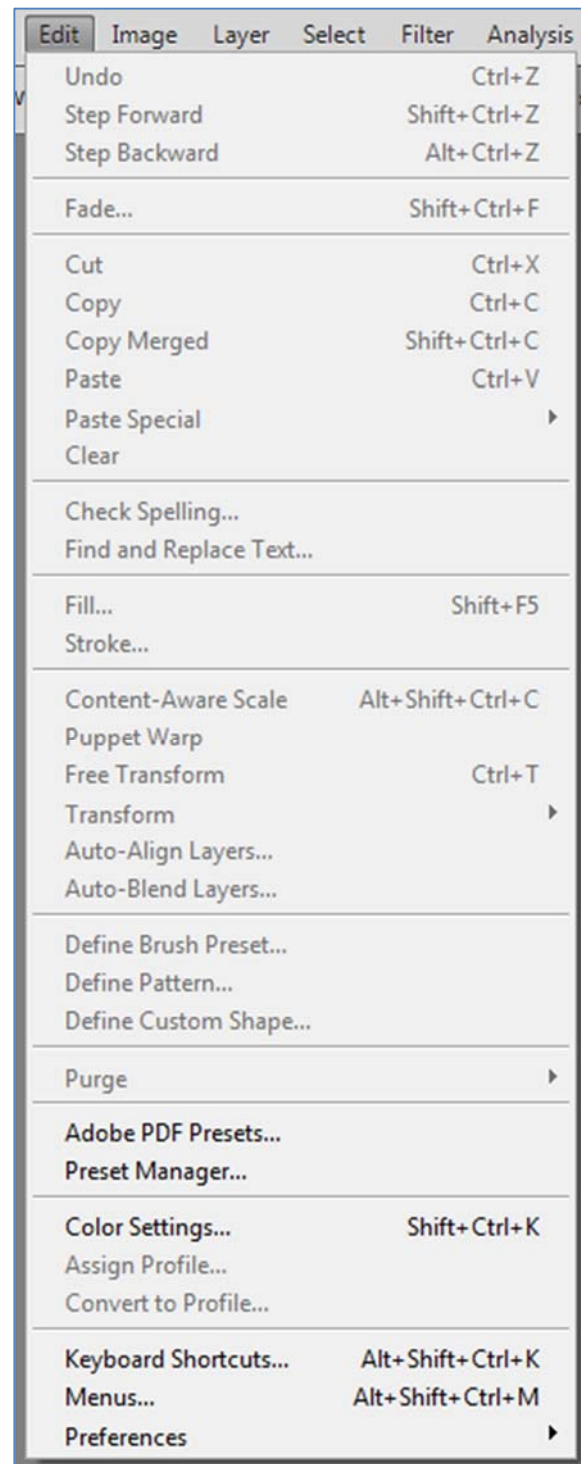 Edit Image Layer Select Filter Analysis
Undo Ctrl+Z
Step Forward Shift+Ctrl+Z
Step Backward Alt+Ctrl+Z
Fade... Shift+Ctrl+F
Cut Ctrl+X
Copy Ctrl+C
Copy Merged Shift+Ctrl+C
Paste Ctrl+V
Paste Special
Clear
Check Spelling...
Find and Replace Text...
Fill... Shift+F5
Stroke...
Content-Aware Scale Alt+Shift+Ctrl+C
Puppet Warp
Free Transform Ctrl+T
Transform
Auto-Align Layers...
Auto-Blend Layers...
Define Brush Preset...
Define Pattern...
Define Custom Shape...
Purge
Adobe PDF Presets...
Preset Manager...
Color Settings... Shift+Ctrl+K
Assign Profile...
Convert to Profile...
Keyboard Shortcuts... Alt+Shift+Ctrl+K
Menus... Alt+Shift+Ctrl+M
Preferences